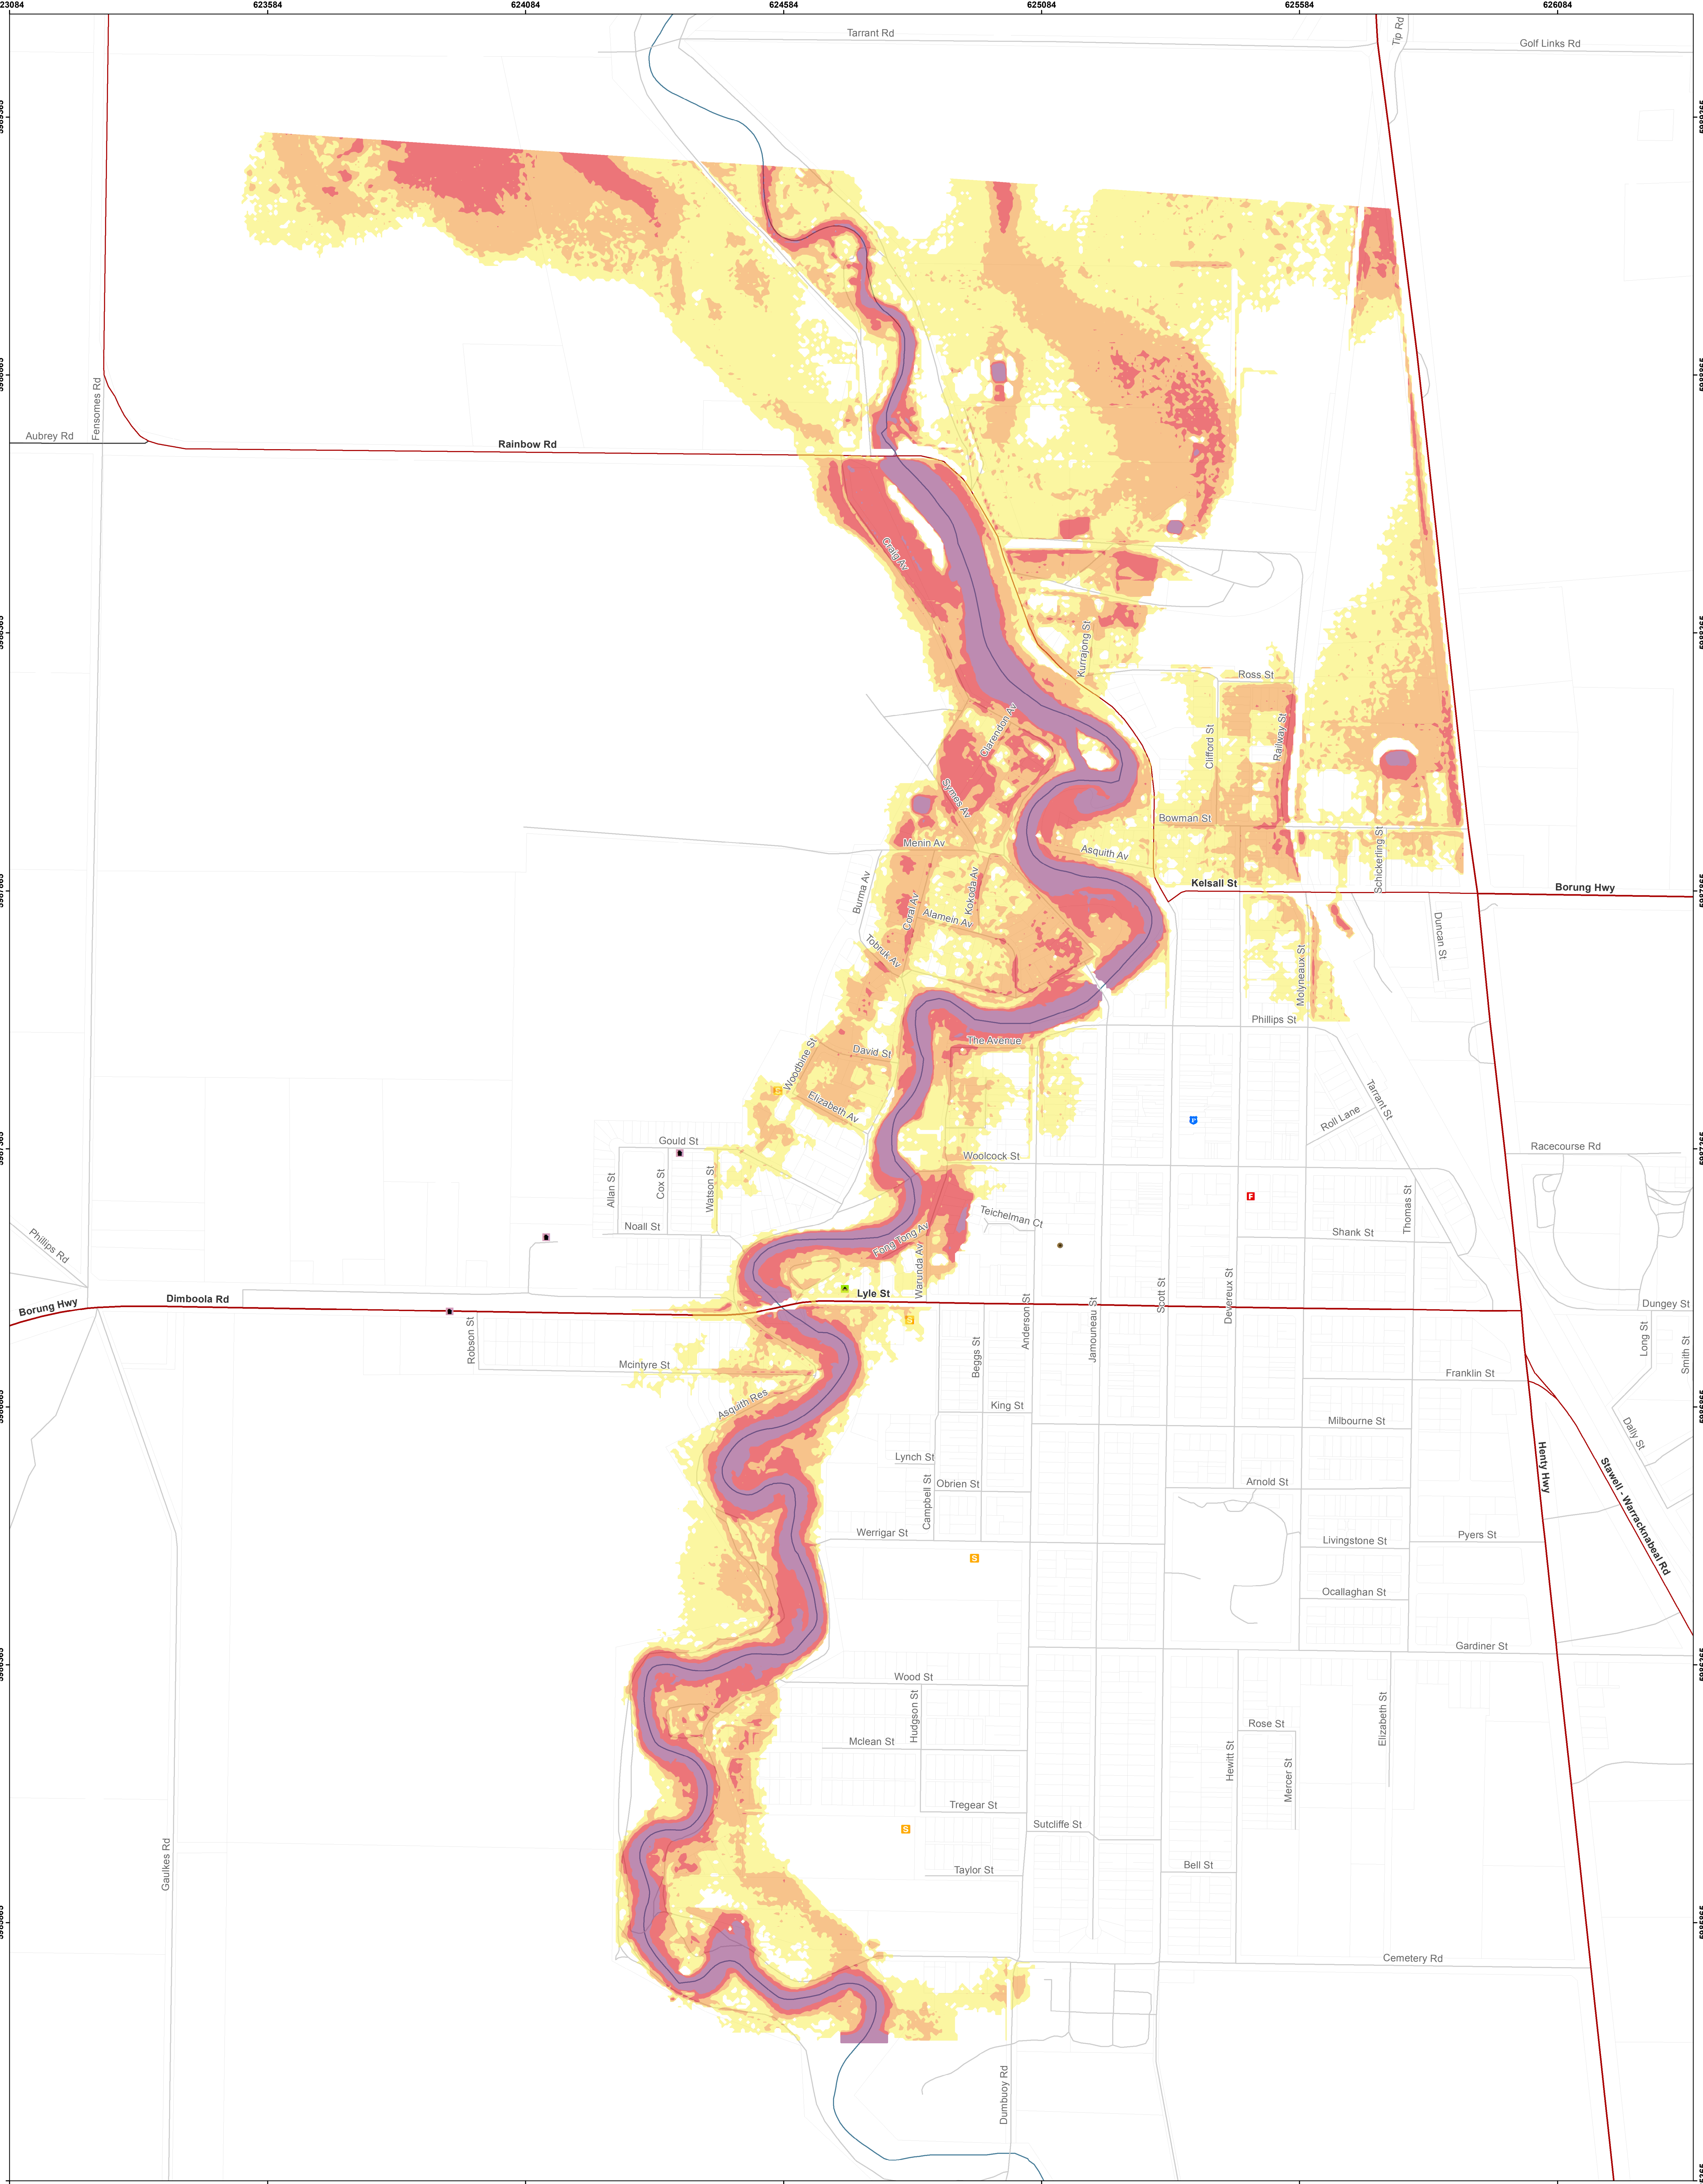 23084
623584
624084
624584
625084
625584
626084
Tarrant Rd
Tip Rd
Golf Links Rd
Fensomes Rd
Aubrey Rd
Rainbow Rd
Craig Av
Kurrajong St
Ross St
Clarendon Av
Clifford St
Railway St
Symes Av
Bowman St
Menin Av
Asquith Av
Schickerling St
Burma Av
Coral Av
Kokoda Av
Kelsall St
Borung Hwy
Alamein Av
Duncan St
Tobruk Av
Molyneaux St
Phillips St
The Avenue
David St
Woodbine St
Elizabeth Av
Tarrant St
Roll Lane
Gould St
Woolcock St
Racecourse Rd
Allan St
Cox St
Watson St
Thomas St
F
Noall St
Teichelman Ct
Fong Tong Av
Shank St
Phillips Rd
Warunda Av
Borung Hwy
Dimboola Rd
Lyle St
Anderson St
Jamouneau St
Scott St
Devereux St
Dungey St
Robson St
Beggs St
Long St
Smith St
Mcintyre St
Franklin St
Asquith Res
King St
Milbourne St
Dally St
Lynch St
Obrien St
Campbell St
Arnold St
Henty Hwy
Stawell - Warracknabeal Rd
Werrigar St
Livingstone St
Pyers St
S
Ocallaghan St
Gardiner St
Wood St
Hudgson St
Elizabeth St
Rose St
Mclean St
Hewitt St
Mercer St
Tregear St
Sutcliffe St
S
Gaulkes Rd
Taylor St
Bell St
Cemetery Rd
Dumbuoy Rd